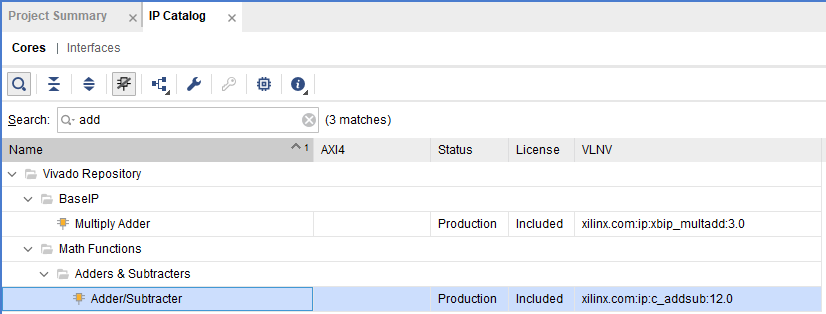 Project Summary × IP Catalog ×
Cores | Interfaces
Search: add (3 matches)
Name 1 AXI4 Status License VLNV
Vivado Repository
BaseIP
Multiply Adder Production Included xilinx.com:ip:xbip_multadd:3.0
Math Functions
Adders & Subtracters
Adder/Subtracter Production Included xilinx.com:ip:c_addsub:12.0